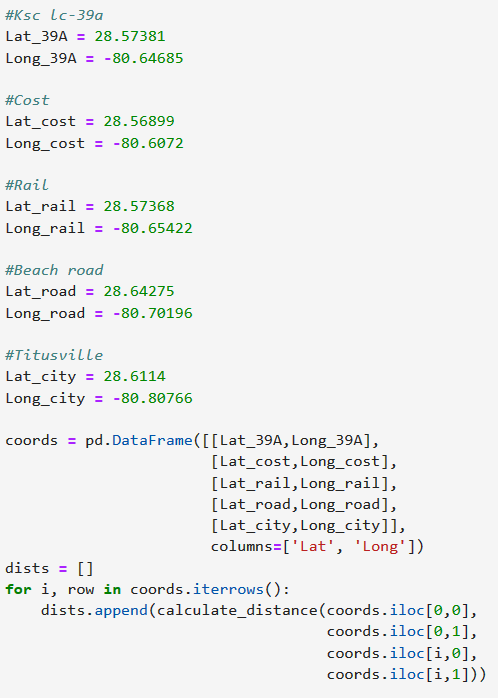 #Ksc lc-39a
Lat_39A = 28.57381
Long_39A = -80.64685
#Cost
Lat_cost = 28.56899
Long_cost = -80.6072
#Rail
Lat_rail = 28.57368
Long_rail = -80.65422
#Beach road
Lat_road = 28.64275
Long_road = -80.70196
#Titusville
Lat_city = 28.6114
Long_city = -80.80766
coords = pd.DataFrame([[Lat_39A,Long_39A],
[Lat_cost,Long_cost],
[Lat_rail,Long_rail],
[Lat_road,Long_road],
[Lat_city,Long_city]],
columns=['Lat', 'Long'])
dists = []
for i, row in coords.iterrows():
dists.append(calculate_distance(coords.iloc[0,0],
coords.iloc[0,1],
coords.iloc[i,0],
coords.iloc[i,1]))